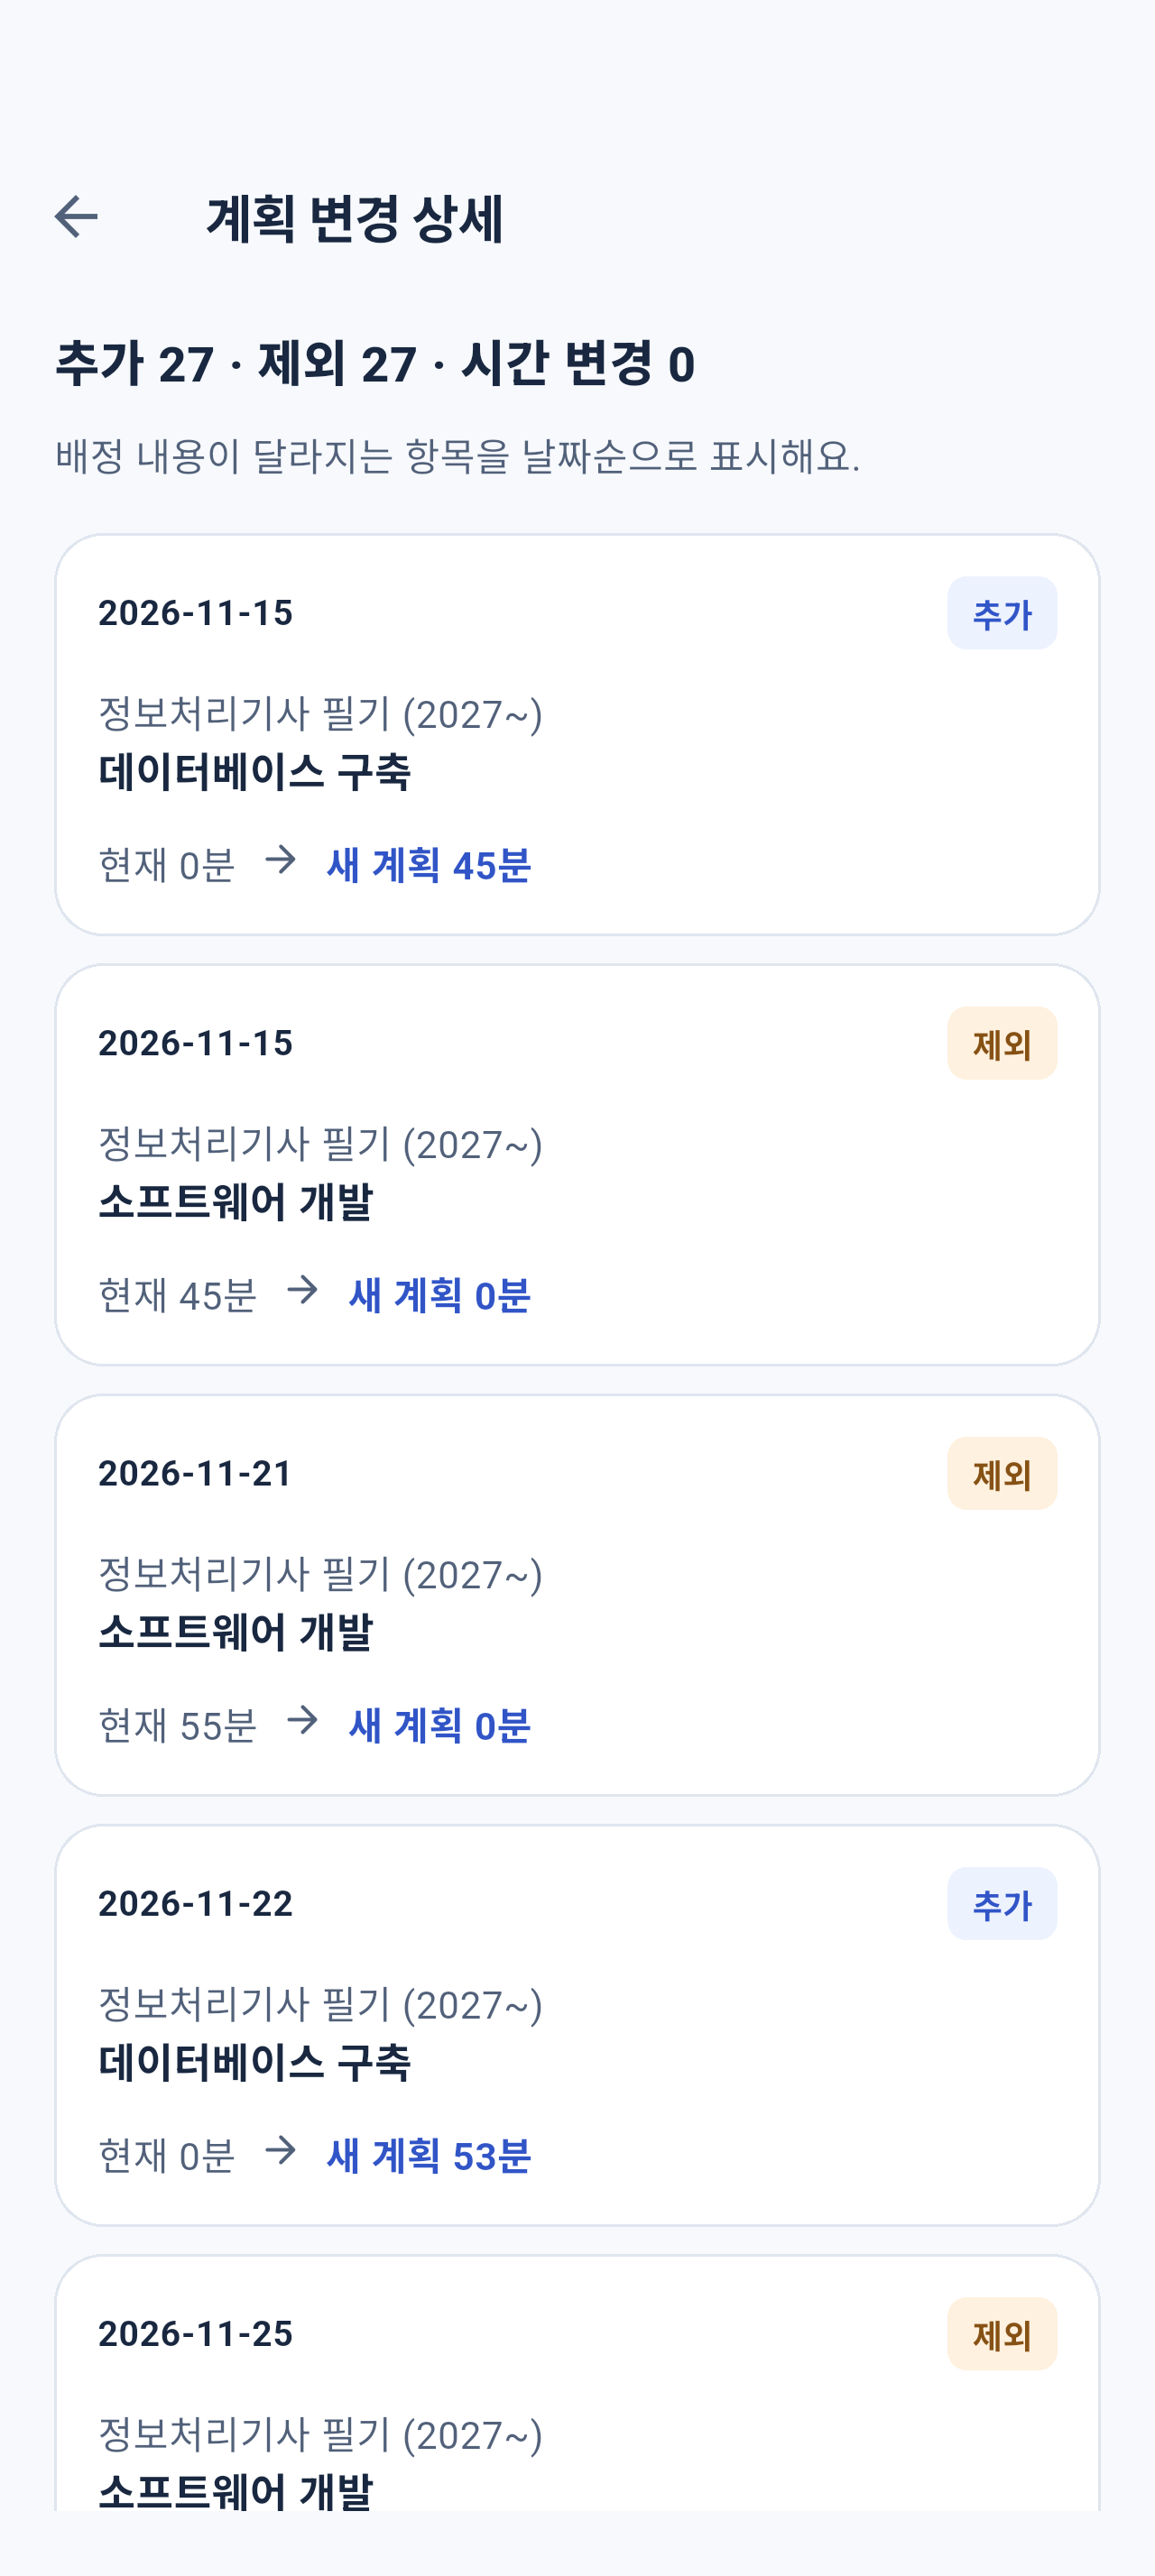 계획 변경 상세
추가 27 · 제외 27 · 시간 변경 0
배정 내용이 달라지는 항목을 날짜순으로 표시해요.
2026-11-15
추가
정보처리기사 필기 (2027~)
데이터베이스 구축
현재 0분 → 새 계획 45분
2026-11-15
제외
정보처리기사 필기 (2027~)
소프트웨어 개발
현재 45분 → 새 계획 0분
2026-11-21
제외
정보처리기사 필기 (2027~)
소프트웨어 개발
현재 55분 → 새 계획 0분
2026-11-22
추가
정보처리기사 필기 (2027~)
데이터베이스 구축
현재 0분 → 새 계획 53분
2026-11-25
제외
정보처리기사 필기 (2027~)
소프트웨어 개발